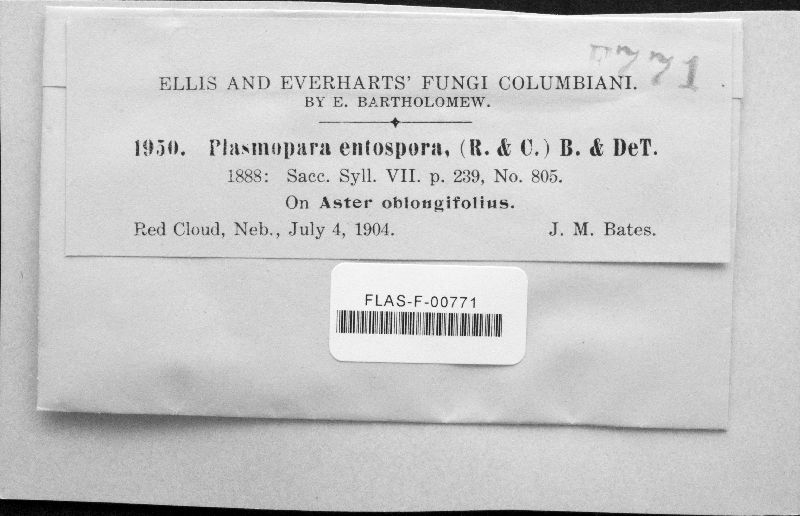 771
ELLIS AND EVERHARTS' FUNGI COLUMBIANI.
BY E. BARTHOLOMEW.
1950. Plasmopara entospora, (R. & C.) B. & DeT.
1888: Sacc. Syll. VII. p. 239, No. 805.
On Aster oblongifolius.
Red Cloud, Neb., July 4, 1904. J. M. Bates.
FLAS-F-00771